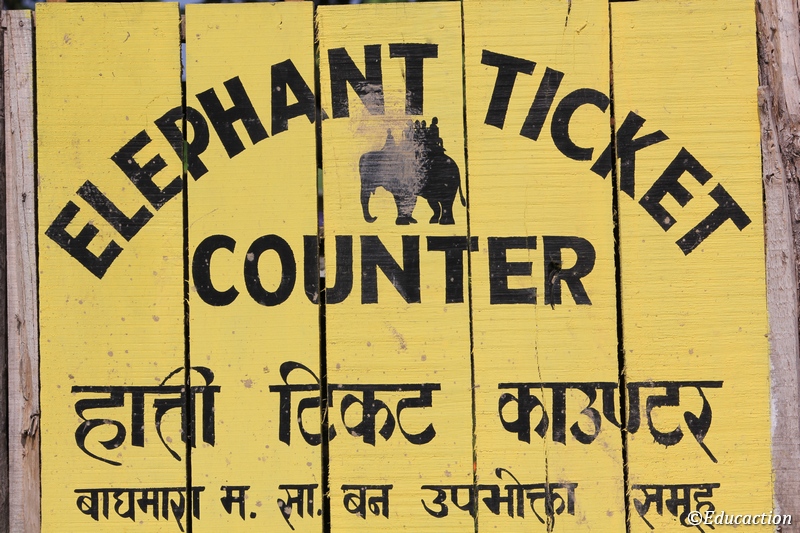 ELEPHANT TICKET
COUNTER
हात्ती टिकट काउण्टर
बाघमारा म. सा. बन उपभोक्ता समुह
©Educaction